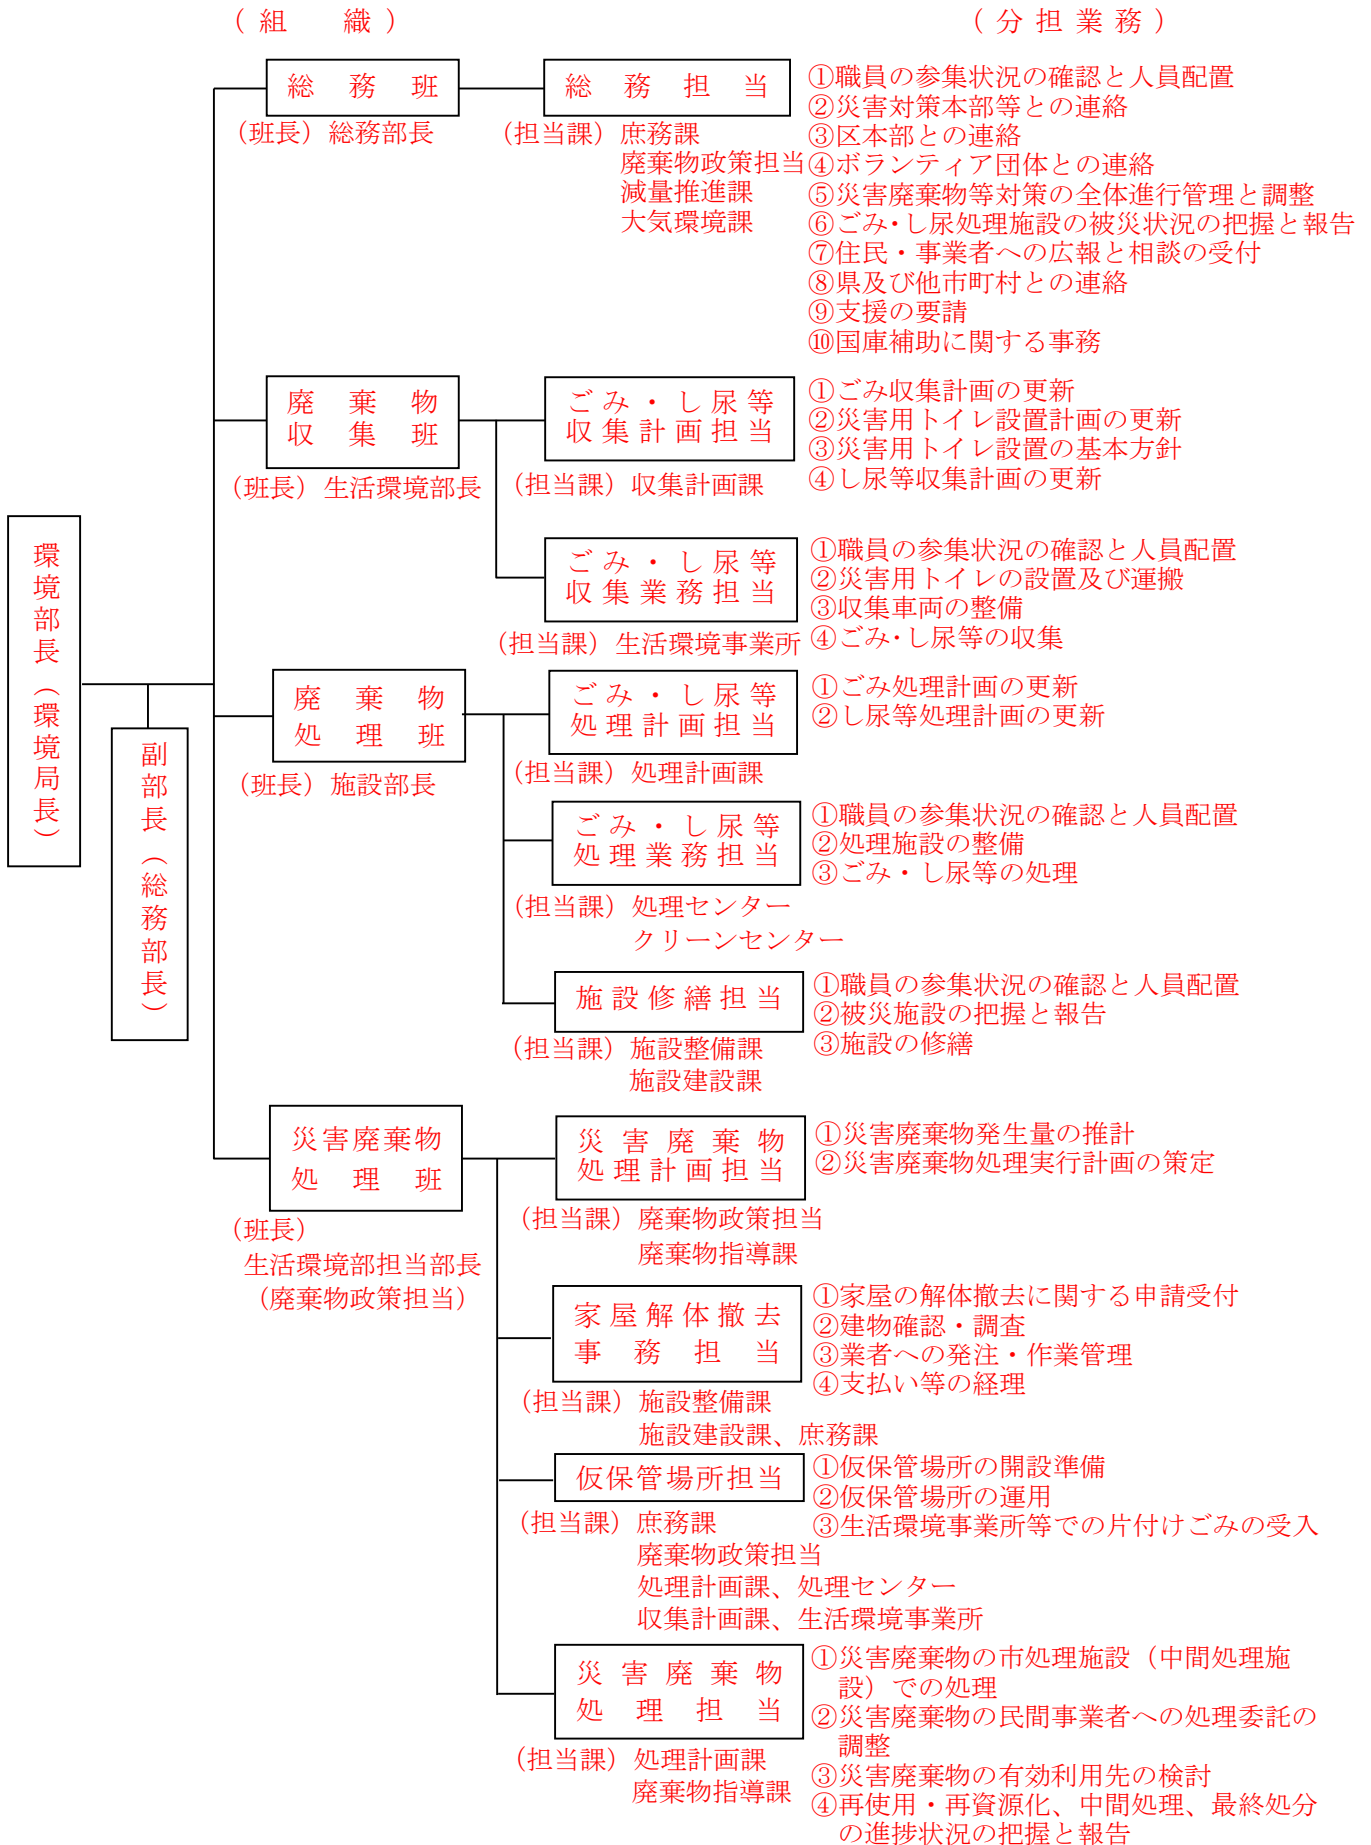 （組　　織）
（分担業務）
環境部長（環境局長）
副部長（総務部長）
総務班
（班長）総務部長
総務担当
（担当課）庶務課
廃棄物政策担当
減量推進課
大気環境課
①職員の参集状況の確認と人員配置
②災害対策本部等との連絡
③区本部との連絡
④ボランティア団体との連絡
⑤災害廃棄物等対策の全体進行管理と調整
⑥ごみ・し尿処理施設の被災状況の把握と報告
⑦住民・事業者への広報と相談の受付
⑧県及び他市町村との連絡
⑨支援の要請
⑩国庫補助に関する事務
廃棄物
収集班
（班長）生活環境部長
ごみ・し尿等
収集計画担当
（担当課）収集計画課
①ごみ収集計画の更新
②災害用トイレ設置計画の更新
③災害用トイレ設置の基本方針
④し尿等収集計画の更新
ごみ・し尿等
収集業務担当
（担当課）生活環境事業所
①職員の参集状況の確認と人員配置
②災害用トイレの設置及び運搬
③収集車両の整備
④ごみ・し尿等の収集
廃棄物
処理班
（班長）施設部長
ごみ・し尿等
処理計画担当
（担当課）処理計画課
①ごみ処理計画の更新
②し尿等処理計画の更新
ごみ・し尿等
処理業務担当
（担当課）処理センター
クリーンセンター
①職員の参集状況の確認と人員配置
②処理施設の整備
③ごみ・し尿等の処理
施設修繕担当
（担当課）施設整備課
施設建設課
①職員の参集状況の確認と人員配置
②被災施設の把握と報告
③施設の修繕
災害廃棄物
処理班
（班長）
生活環境部担当部長
（廃棄物政策担当）
災害廃棄物
処理計画担当
（担当課）廃棄物政策担当
廃棄物指導課
①災害廃棄物発生量の推計
②災害廃棄物処理実行計画の策定
家屋解体撤去
事務担当
（担当課）施設整備課
施設建設課、庶務課
①家屋の解体撤去に関する申請受付
②建物確認・調査
③業者への発注・作業管理
④支払い等の経理
仮保管場所担当
（担当課）庶務課
廃棄物政策担当
処理計画課、処理センター
収集計画課、生活環境事業所
①仮保管場所の開設準備
②仮保管場所の運用
③生活環境事業所等での片付けごみの受入
災害廃棄物
処理担当
（担当課）処理計画課
廃棄物指導課
①災害廃棄物の市処理施設（中間処理施
設）での処理
②災害廃棄物の民間事業者への処理委託の
調整
③災害廃棄物の有効利用先の検討
④再使用・再資源化、中間処理、最終処分
の進捗状況の把握と報告